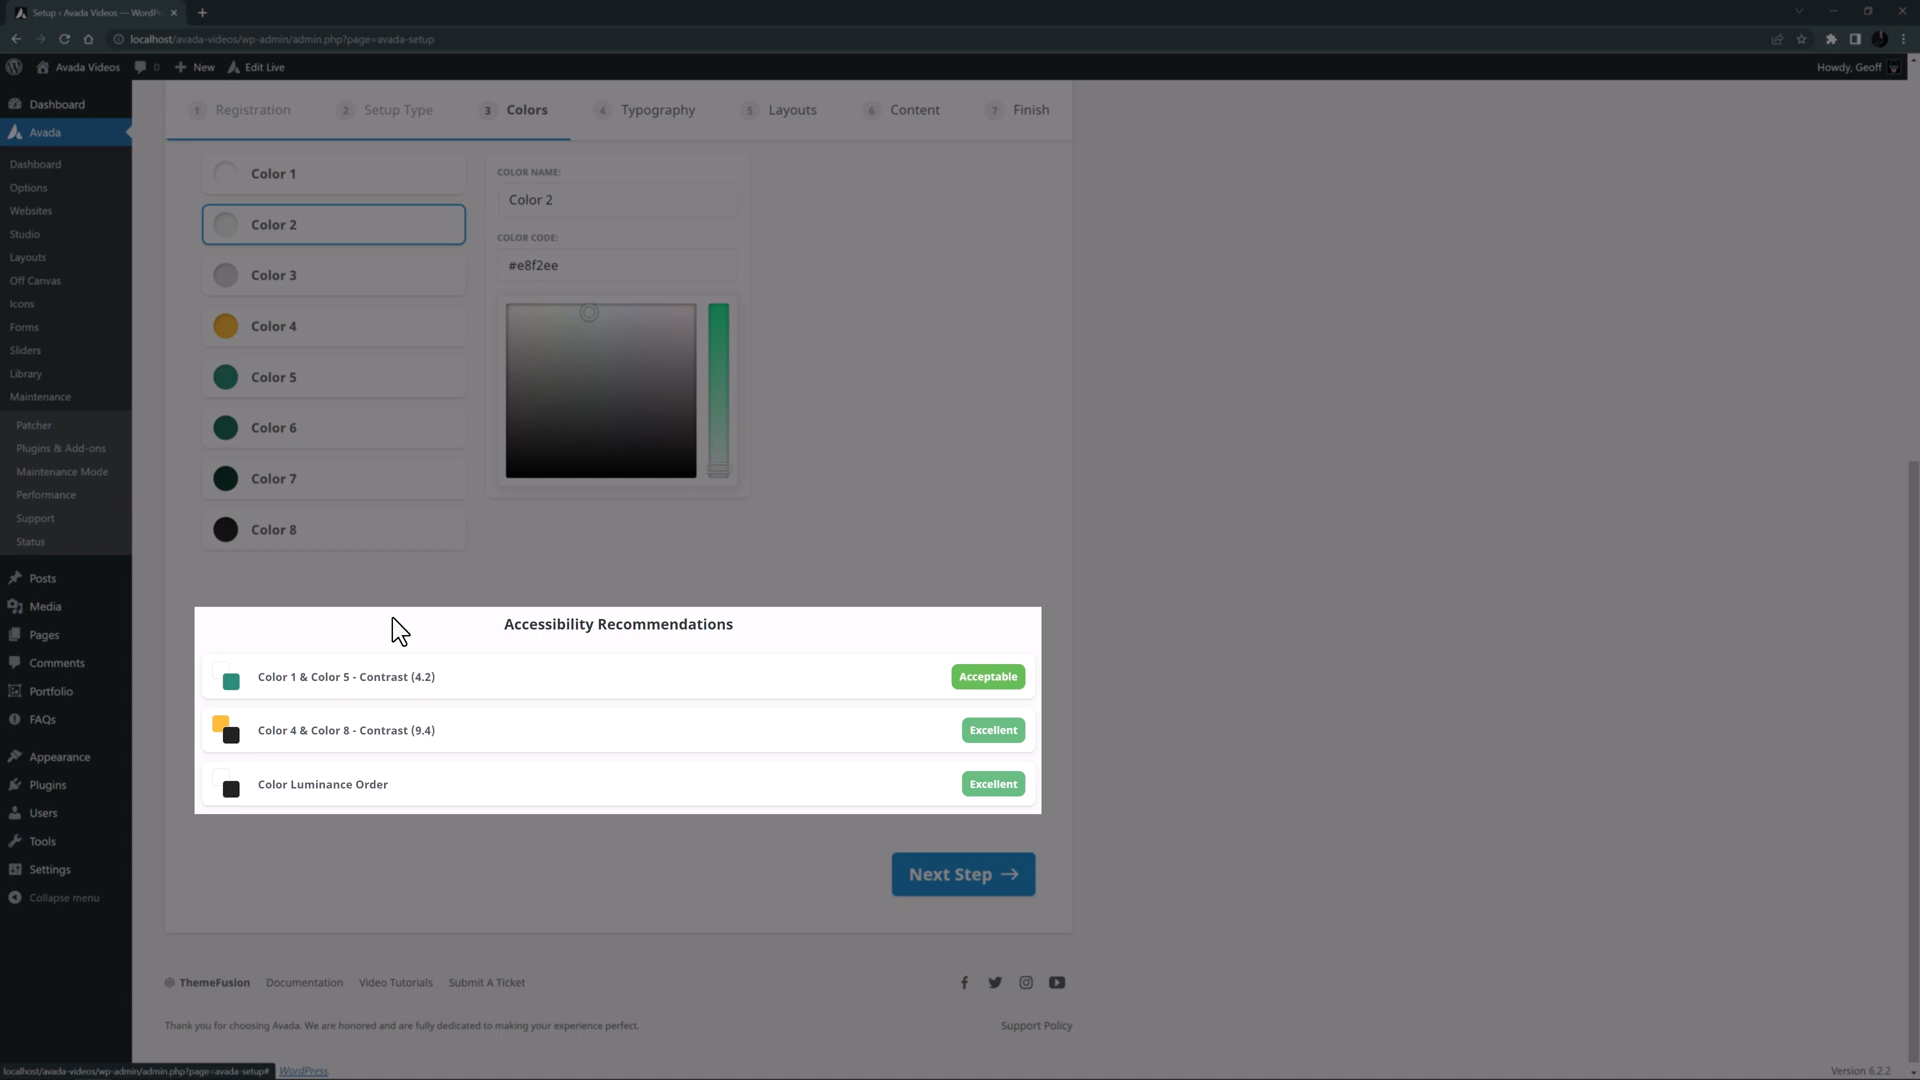 Setup ‹ Avada Videos — WordPr
localhost/avada-videos/wp-admin/admin.php?page=avada-setup
Avada Videos 0 New Edit Live Howdy, Geoff
Dashboard
Avada
Dashboard
Options
Websites
Studio
Layouts
Off Canvas
Icons
Forms
Sliders
Library
Maintenance
Patcher
Plugins & Add-ons
Maintenance Mode
Performance
Support
Status
Posts
Media
Pages
Comments
Portfolio
FAQs
Appearance
Plugins
Users
Tools
Settings
Collapse menu
1 Registration 2 Setup Type 3 Colors 4 Typography 5 Layouts 6 Content 7 Finish
Color 1
Color 2
Color 3
Color 4
Color 5
Color 6
Color 7
Color 8
COLOR NAME:
Color 2
COLOR CODE:
#e8f2ee
Accessibility Recommendations
Color 1 & Color 5 - Contrast (4.2) Acceptable
Color 4 & Color 8 - Contrast (9.4) Excellent
Color Luminance Order Excellent
Next Step →
ThemeFusion Documentation Video Tutorials Submit A Ticket
Thank you for choosing Avada. We are honored and are fully dedicated to making your experience perfect. Support Policy
localhost/avada-videos/wp-admin/admin.php?page=avada-setup# WordPress. Version 6.2.2